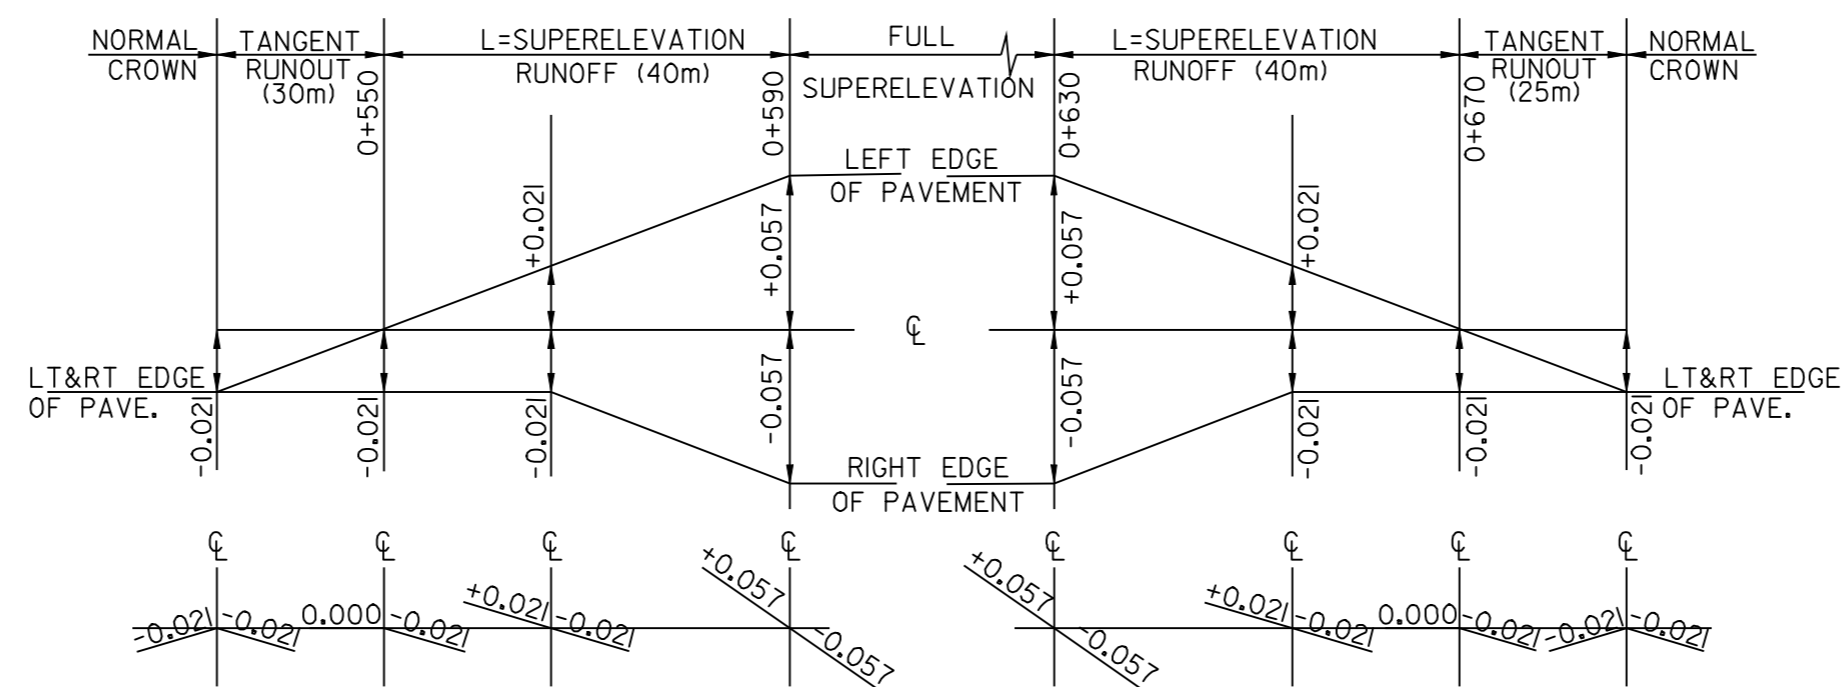 NORMAL
CROWN
TANGENT
RUNOUT
(30m)
0+550
L=SUPERELEVATION
RUNOFF (40m)
0+590
FULL
SUPERELEVATION
0+630
L=SUPERELEVATION
RUNOFF (40m)
0+670
TANGENT
RUNOUT
(25m)
NORMAL
CROWN
LEFT EDGE
OF PAVEMENT
+0.021
+0.057
+0.057
+0.021
℄
LT&RT EDGE
OF PAVE.
-0.021
-0.021
-0.021
-0.057
-0.057
-0.021
-0.021
-0.021
LT&RT EDGE
OF PAVE.
RIGHT EDGE
OF PAVEMENT
℄
℄
℄
℄
℄
℄
℄
℄
-0.021
-0.021
0.000
-0.021
+0.021
-0.021
+0.057
-0.057
+0.057
-0.057
+0.021
-0.021
0.000
-0.021
-0.021
-0.021